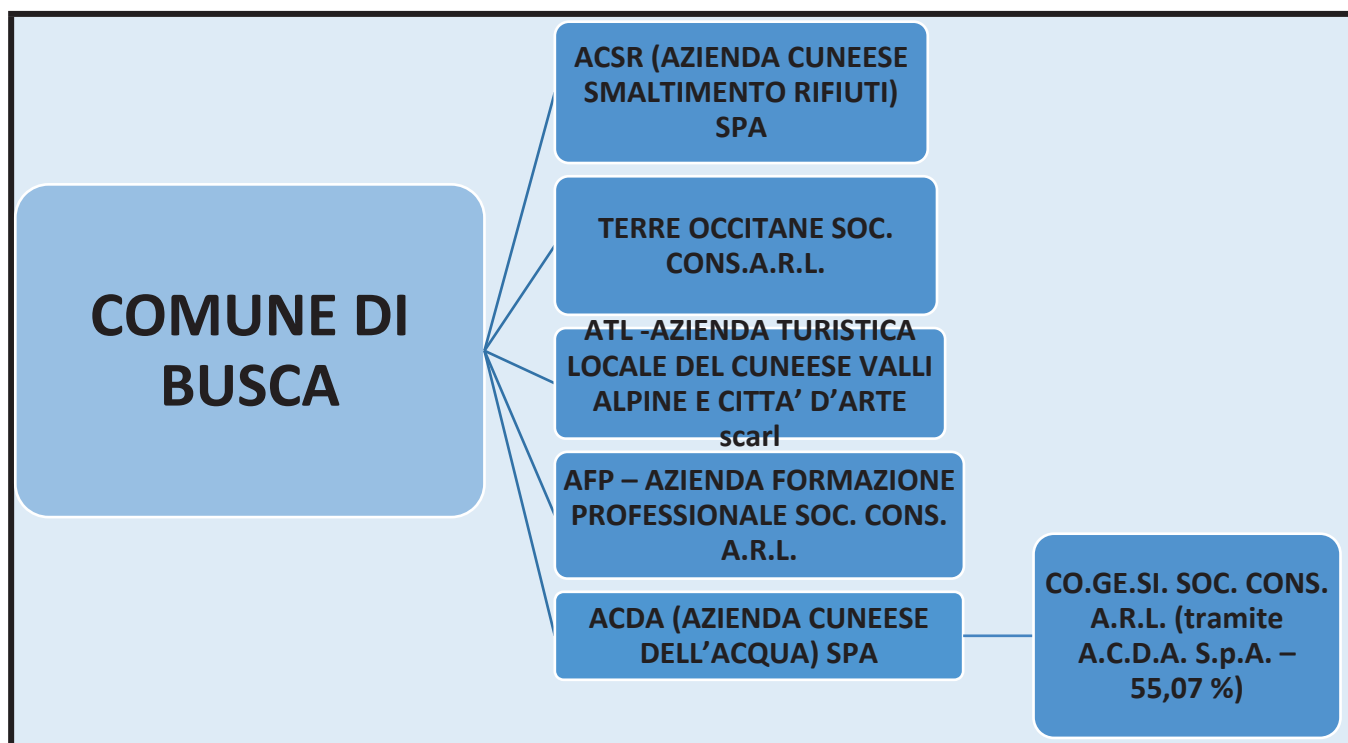 COMUNE DI
BUSCA
ACSR (AZIENDA CUNEESE
SMALTIMENTO RIFIUTI)
SPA
TERRE OCCITANE SOC.
CONS.A.R.L.
ATL -AZIENDA TURISTICA
LOCALE DEL CUNEESE VALLI
ALPINE E CITTA’ D’ARTE
scarl
AFP – AZIENDA FORMAZIONE
PROFESSIONALE SOC. CONS.
A.R.L.
ACDA (AZIENDA CUNEESE
DELL’ACQUA) SPA
CO.GE.SI. SOC. CONS.
A.R.L. (tramite
A.C.D.A. S.p.A. –
55,07 %)